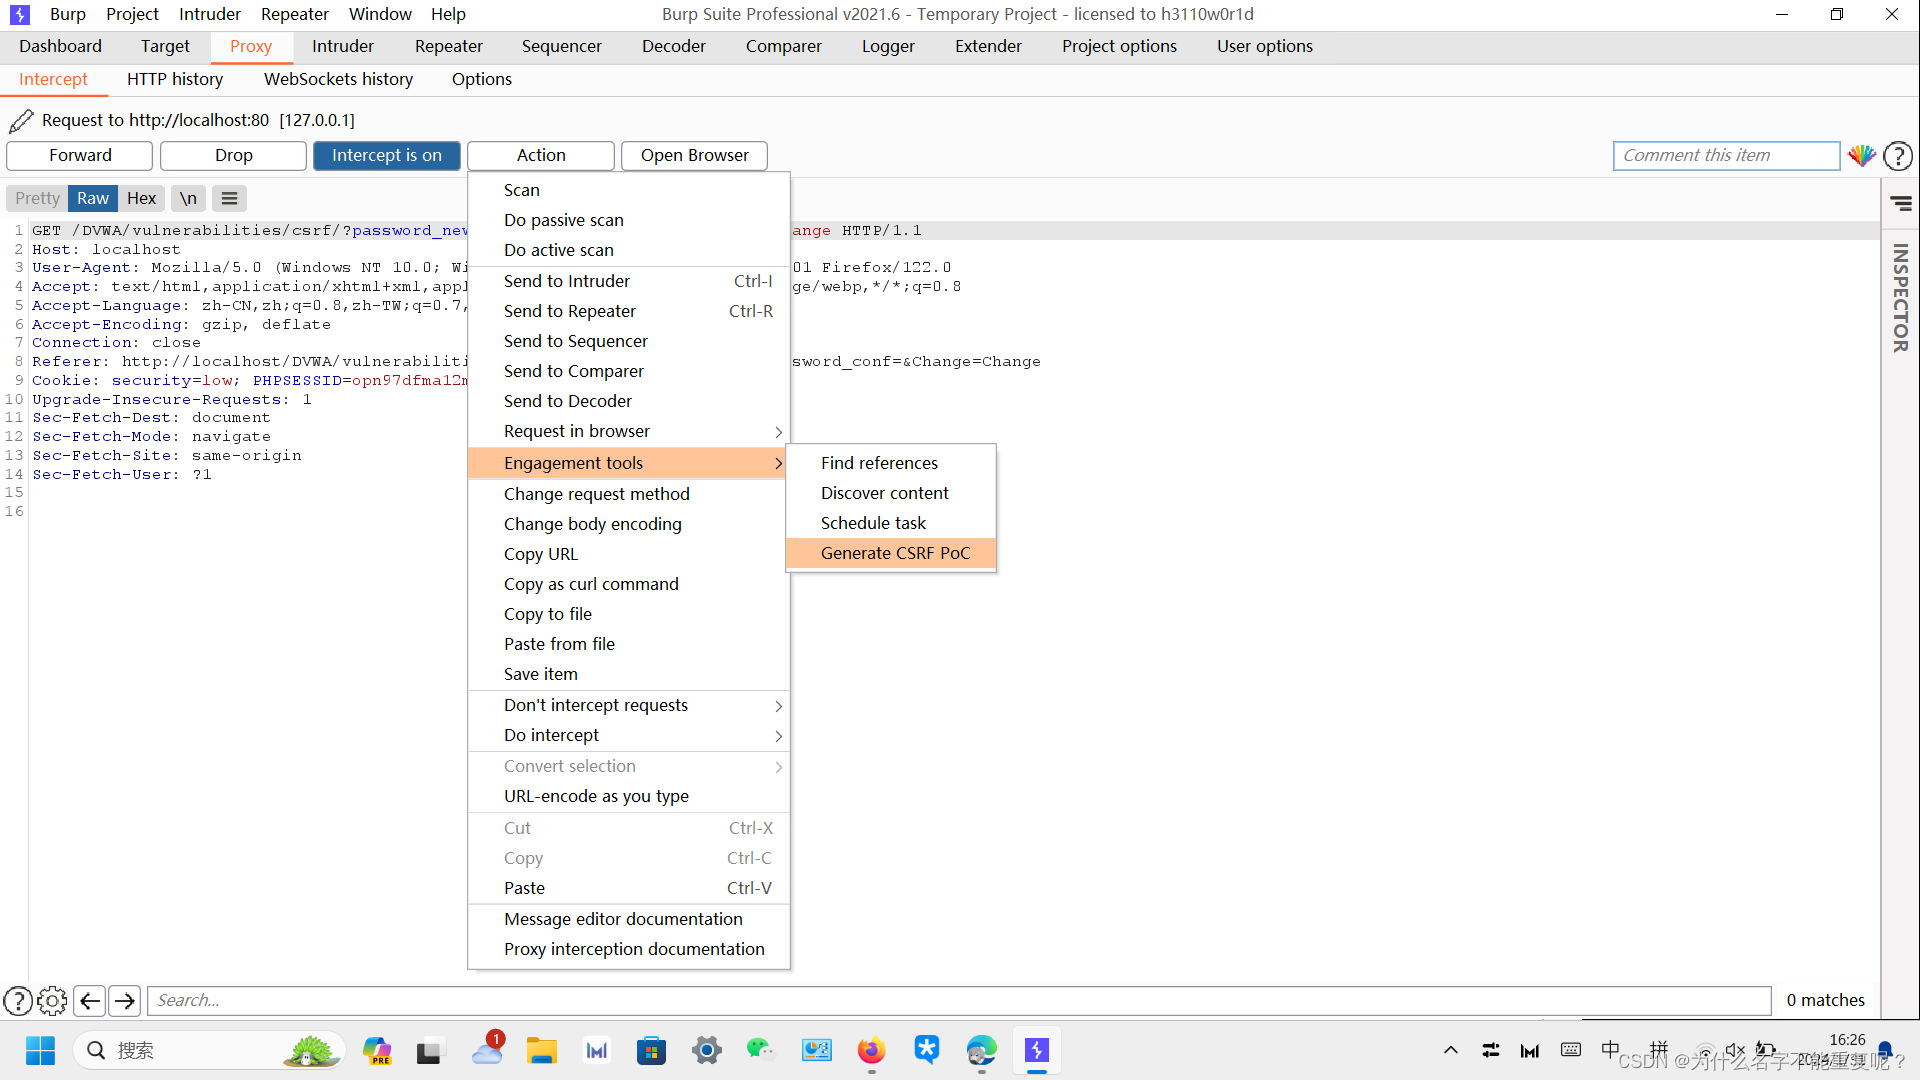 Burp Project Intruder Repeater Window Help
Burp Suite Professional v2021.6 - Temporary Project - licensed to h3110w0r1d
Dashboard Target Proxy Intruder Repeater Sequencer Decoder Comparer Logger Extender Project options User options
Intercept HTTP history WebSockets history Options
Request to http://localhost:80 [127.0.0.1]
Forward Drop Intercept is on Action Open Browser Comment this item
Pretty Raw Hex \n
INSPECTOR
1 GET /DVWA/vulnerabilities/csrf/?password_new ange HTTP/1.1
2 Host: localhost
3 User-Agent: Mozilla/5.0 (Windows NT 10.0; Wi 01 Firefox/122.0
4 Accept: text/html,application/xhtml+xml,appl ge/webp,*/*;q=0.8
5 Accept-Language: zh-CN,zh;q=0.8,zh-TW;q=0.7,
6 Accept-Encoding: gzip, deflate
7 Connection: close
8 Referer: http://localhost/DVWA/vulnerabiliti sword_conf=&Change=Change
9 Cookie: security=low; PHPSESSID=opn97dfma12m
10 Upgrade-Insecure-Requests: 1
11 Sec-Fetch-Dest: document
12 Sec-Fetch-Mode: navigate
13 Sec-Fetch-Site: same-origin
14 Sec-Fetch-User: ?1
15
16
Scan
Do passive scan
Do active scan
Send to Intruder Ctrl-I
Send to Repeater Ctrl-R
Send to Sequencer
Send to Comparer
Send to Decoder
Request in browser
Engagement tools
Change request method
Change body encoding
Copy URL
Copy as curl command
Copy to file
Paste from file
Save item
Don't intercept requests
Do intercept
Convert selection
URL-encode as you type
Cut Ctrl-X
Copy Ctrl-C
Paste Ctrl-V
Message editor documentation
Proxy interception documentation
Find references
Discover content
Schedule task
Generate CSRF PoC
Search... 0 matches
搜索
PRE
1
中 拼
16:26
CSDN @为什么名字不能重复呢？